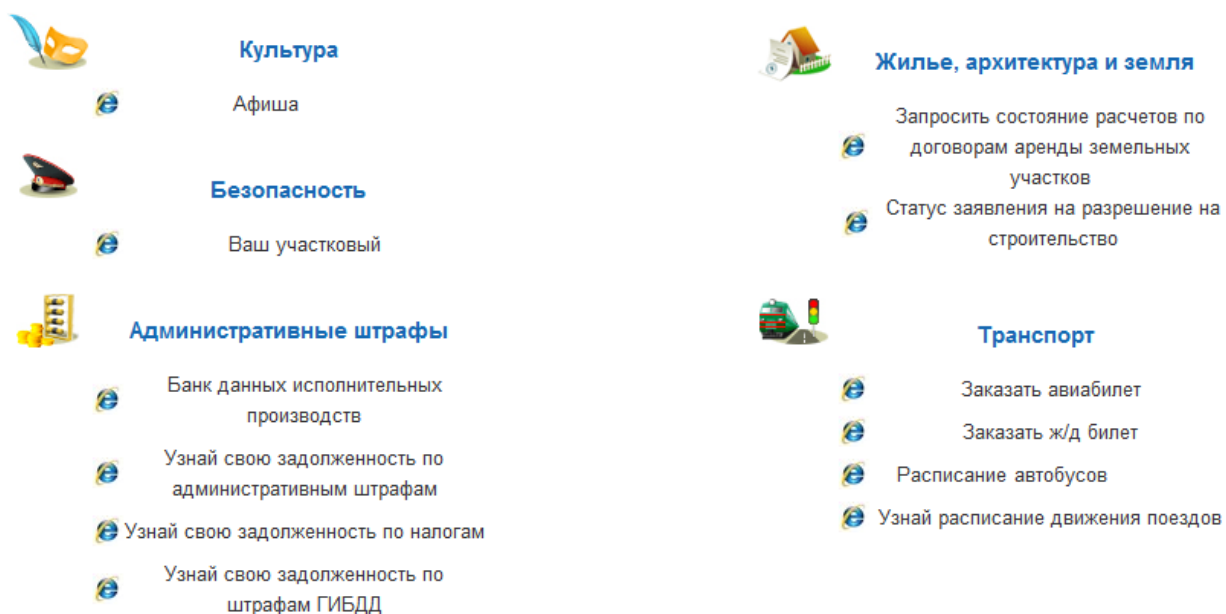 Культура
Афиша
Безопасность
Ваш участковый
Административные штрафы
Банк данных исполнительных
производств
Узнай свою задолженность по
административным штрафам
Узнай свою задолженность по налогам
Узнай свою задолженность по
штрафам ГИБДД
Жилье, архитектура и земля
Запросить состояние расчетов по
договорам аренды земельных
участков
Статус заявления на разрешение на
строительство
Транспорт
Заказать авиабилет
Заказать ж/д билет
Расписание автобусов
Узнай расписание движения поездов